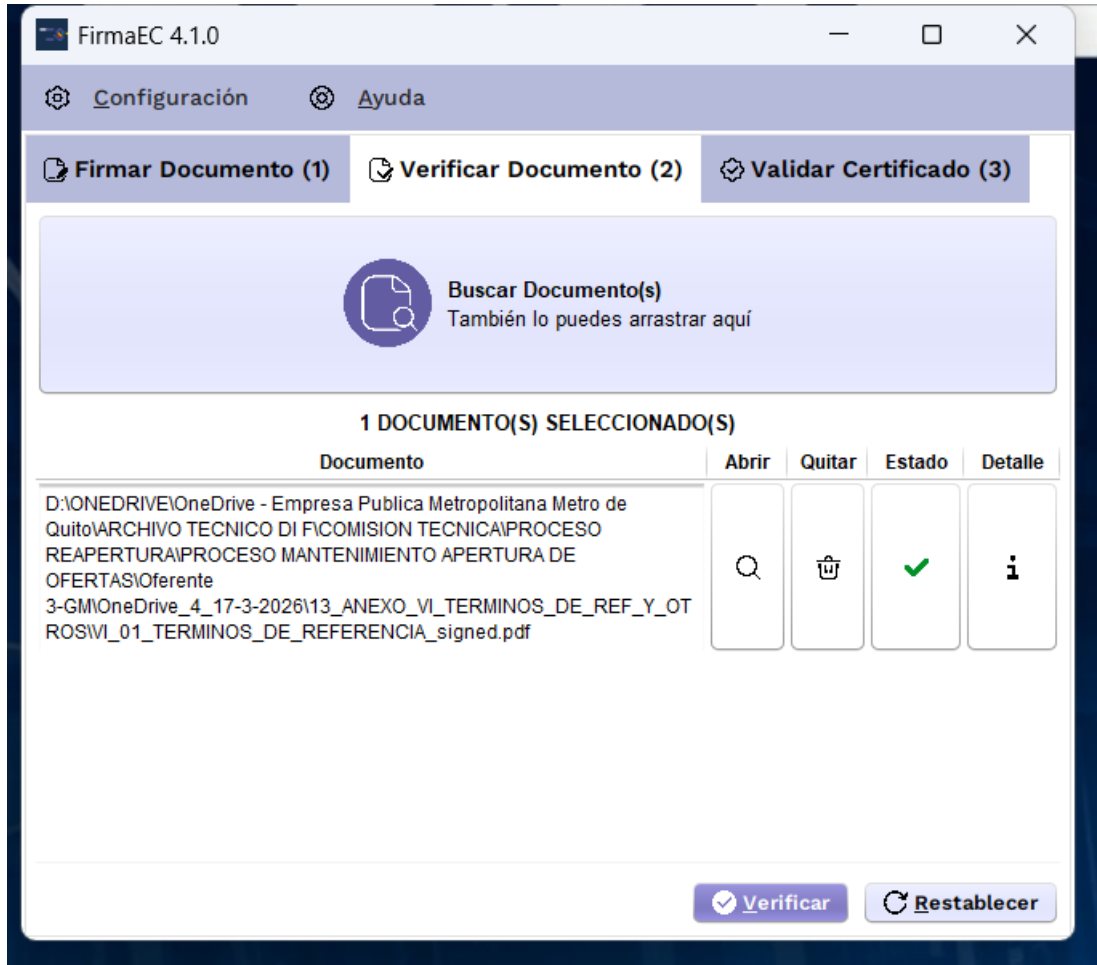 FirmaEC 4.1.0
Configuración Ayuda
Firmar Documento (1) Verificar Documento (2) Validar Certificado (3)
Buscar Documento(s)
También lo puedes arrastrar aquí
1 DOCUMENTO(S) SELECCIONADO(S)
Documento Abrir Quitar Estado Detalle
D:\ONEDRIVE\OneDrive - Empresa Publica Metropolitana Metro de
Quito\ARCHIVO TECNICO DI F\COMISION TECNICA\PROCESO
REAPERTURA\PROCESO MANTENIMIENTO APERTURA DE
OFERTAS\Oferente
3-GM\OneDrive_4_17-3-2026\13_ANEXO_VI_TERMINOS_DE_REF_Y_OT
ROS\VI_01_TERMINOS_DE_REFERENCIA_signed.pdf
Verificar Restablecer